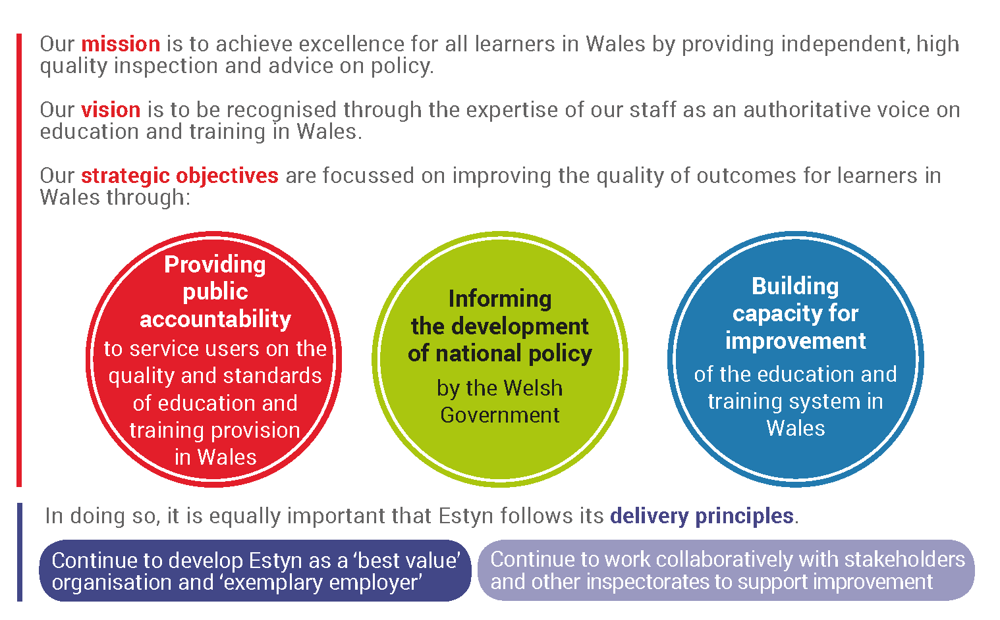 Our mission is to achieve excellence for all learners in Wales by providing independent, high
quality inspection and advice on policy.
Our vision is to be recognised through the expertise of our staff as an authoritative voice on
education and training in Wales.
Our strategic objectives are focussed on improving the quality of outcomes for learners in
Wales through:
Providing
public
accountability
to service users on the
quality and standards
of education and
training provision
in Wales
Informing
the development
of national policy
by the Welsh
Government
Building
capacity for
improvement
of the education and
training system in
Wales
In doing so, it is equally important that Estyn follows its delivery principles.
Continue to develop Estyn as a ‘best value’
organisation and ‘exemplary employer’
Continue to work collaboratively with stakeholders
and other inspectorates to support improvement